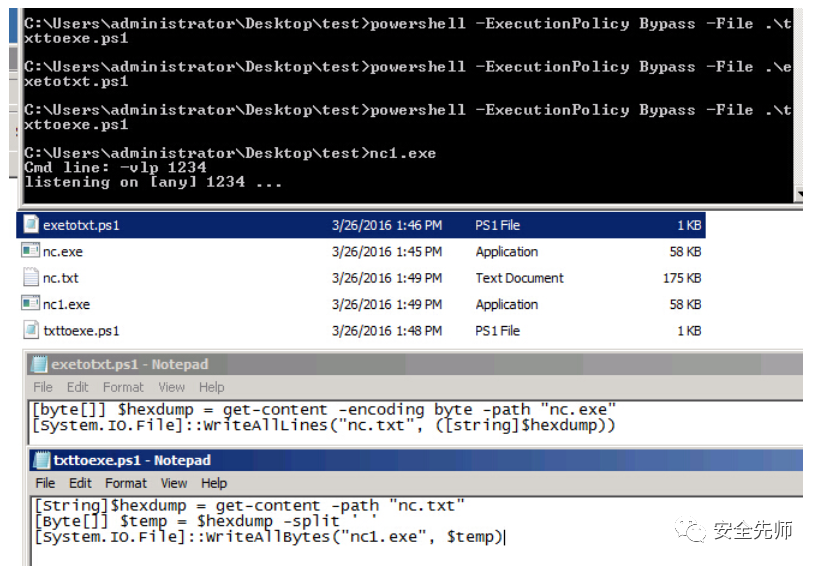 C:\Users\administrator\Desktop\test>powershell -ExecutionPolicy Bypass -File .\t
xttoexe.ps1
C:\Users\administrator\Desktop\test>powershell -ExecutionPolicy Bypass -File .\e
xetotxt.ps1
C:\Users\administrator\Desktop\test>powershell -ExecutionPolicy Bypass -File .\t
xttoexe.ps1
C:\Users\administrator\Desktop\test>nc1.exe
Cmd line: -vlp 1234
listening on [any] 1234 ...
exetotxt.ps1 3/26/2016 1:46 PM PS1 File 1 KB
nc.exe 3/26/2016 1:45 PM Application 58 KB
nc.txt 3/26/2016 1:49 PM Text Document 175 KB
nc1.exe 3/26/2016 1:49 PM Application 58 KB
txttoexe.ps1 3/26/2016 1:48 PM PS1 File 1 KB
exetotxt.ps1 - Notepad
File Edit Format View Help
[byte[]] $hexdump = get-content -encoding byte -path "nc.exe"
[System.IO.File]::WriteAllLines("nc.txt", ([string]$hexdump))
txttoexe.ps1 - Notepad
File Edit Format View Help
[String]$hexdump = get-content -path "nc.txt"
[Byte[]] $temp = $hexdump -split ' '
[System.IO.File]::WriteAllBytes("nc1.exe", $temp)
安全先师